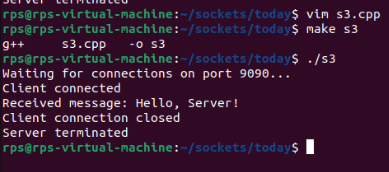 Server terminated
rps@rps-virtual-machine:~/sockets/today$ vim s3.cpp
rps@rps-virtual-machine:~/sockets/today$ make s3
g++     s3.cpp   -o s3
rps@rps-virtual-machine:~/sockets/today$ ./s3
Waiting for connections on port 9090...
Client connected
Received message: Hello, Server!
Client connection closed
Server terminated
rps@rps-virtual-machine:~/sockets/today$